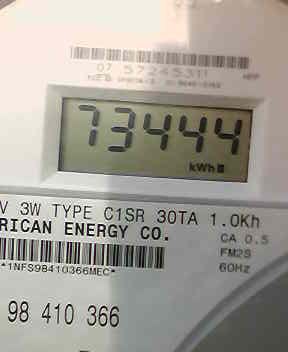 07 57245311
73444
kWh
V 3W TYPE C1SR 30TA 1.0Kh
RICAN ENERGY CO.
CA 0.5
FM2S
60Hz
*1NFS9B410366MEC*
98 410 366